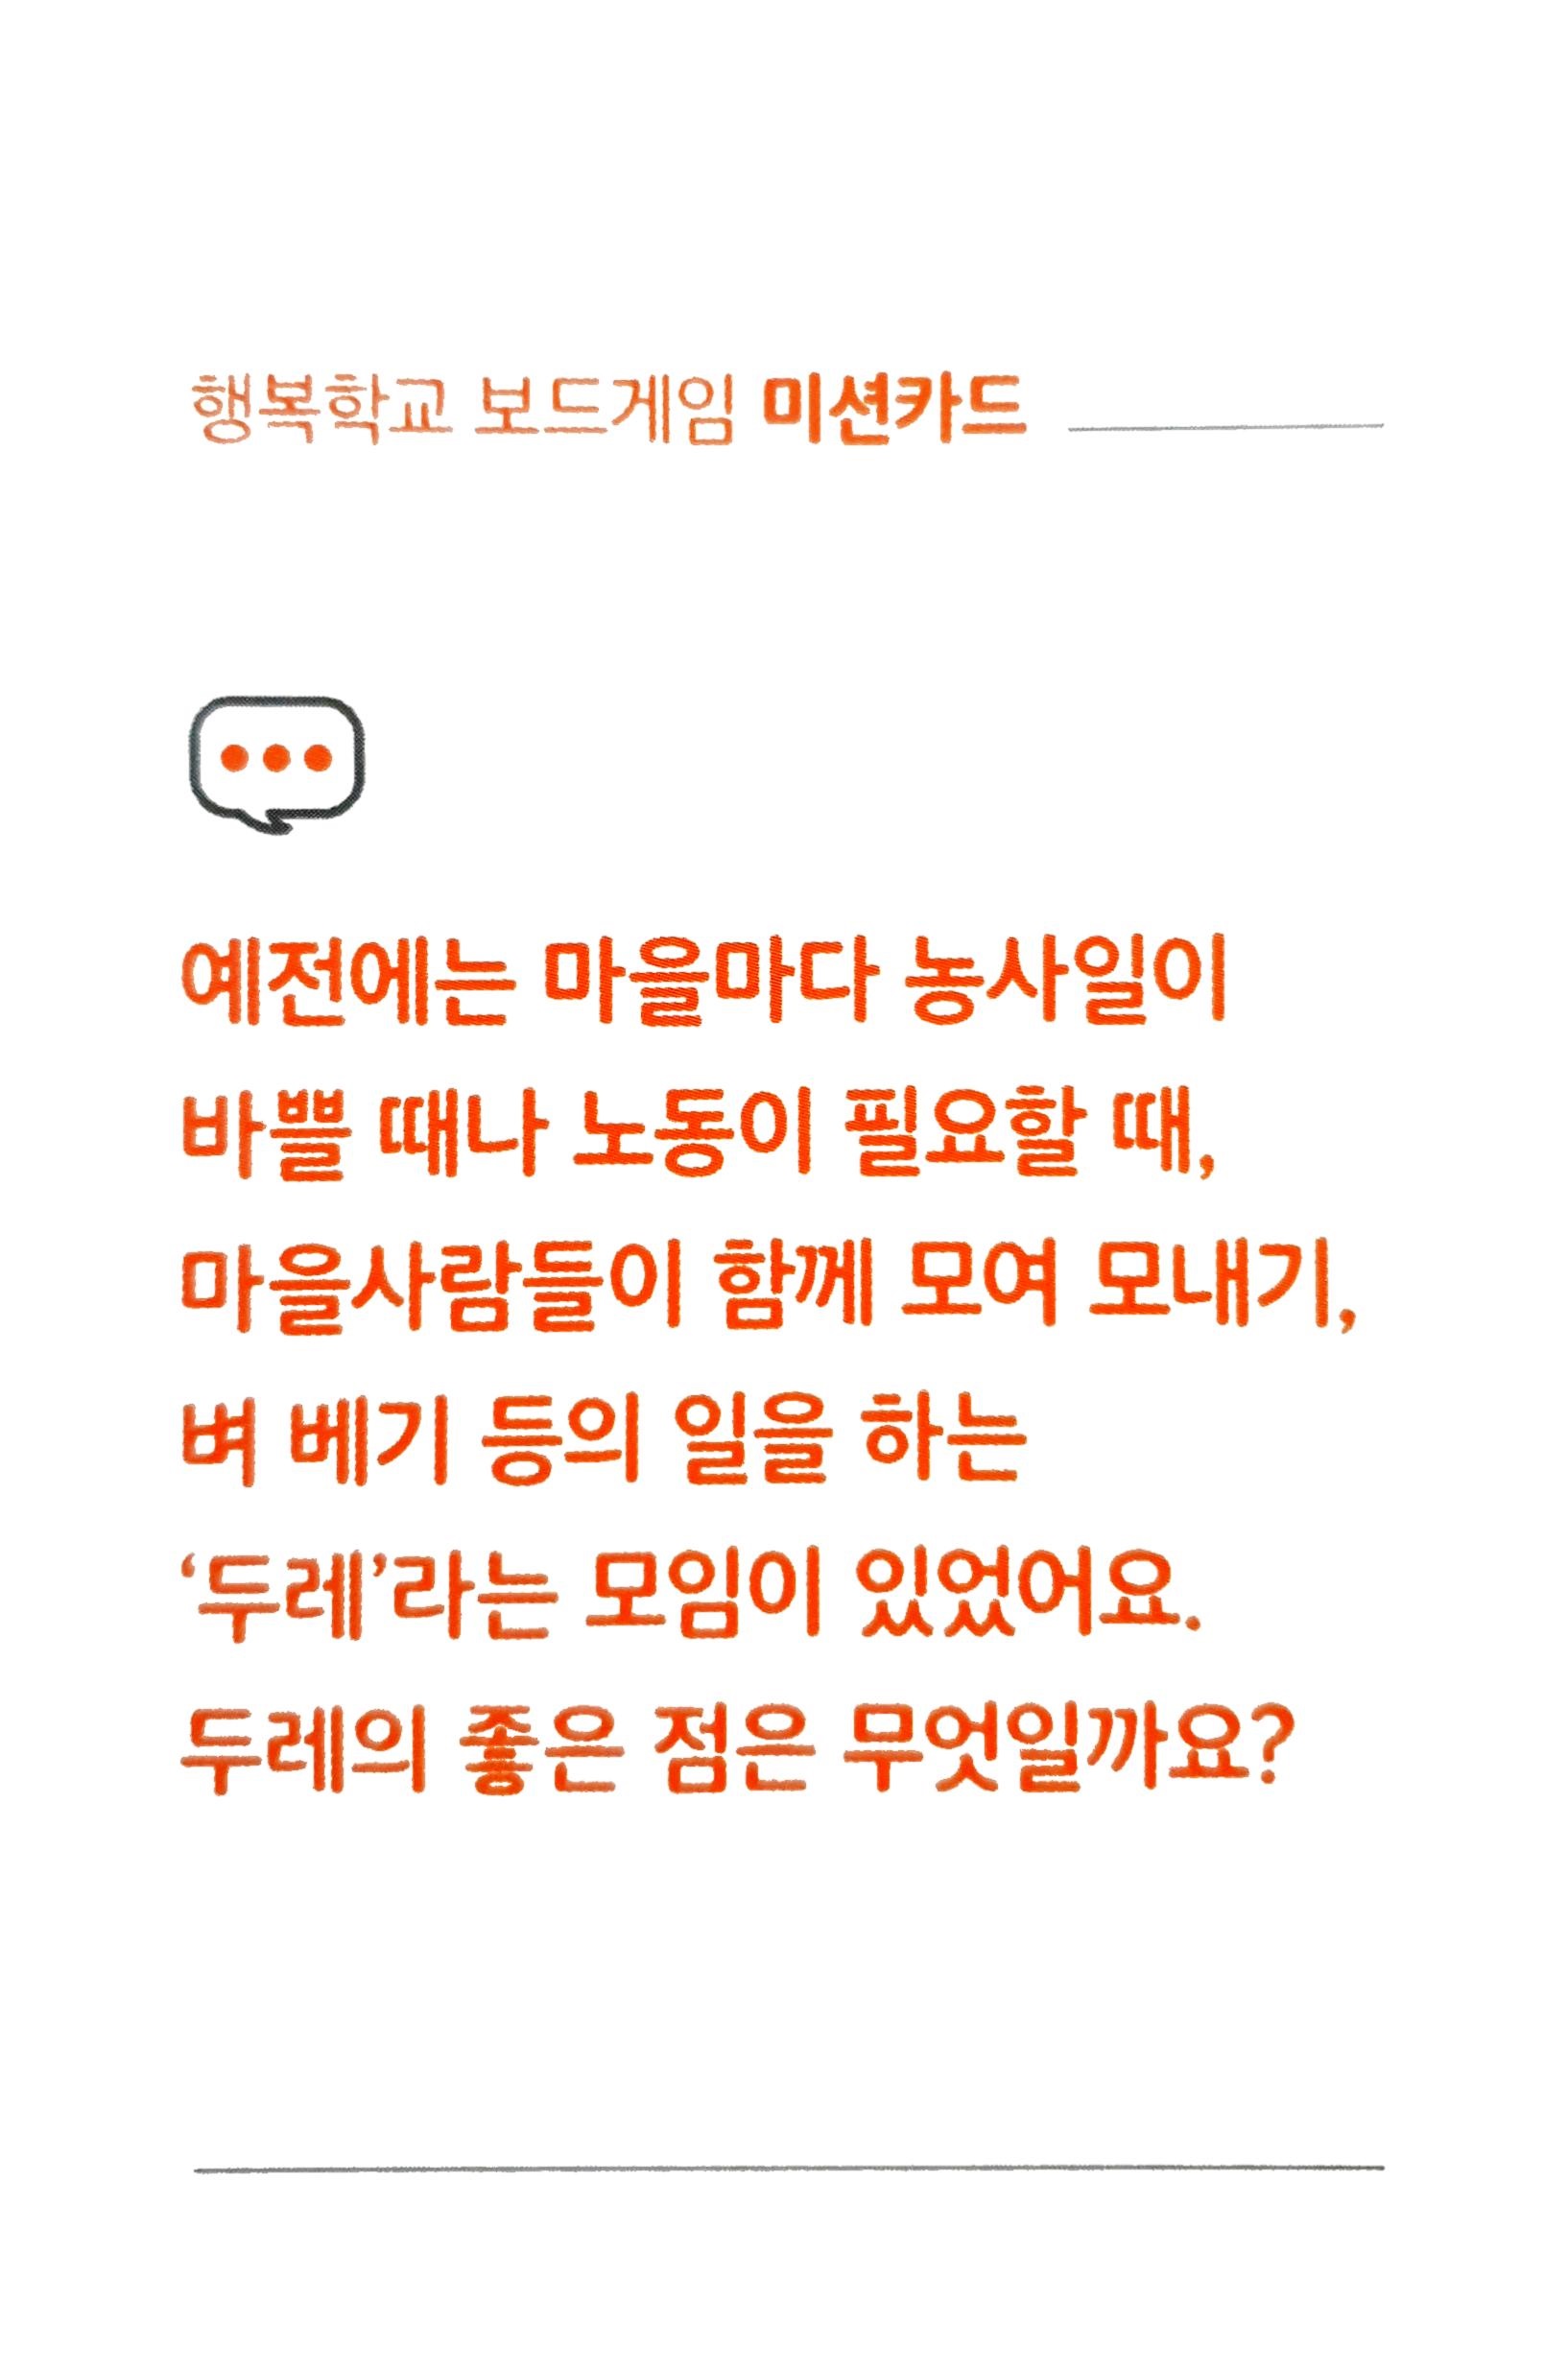 행복학교 보드게임 미션카드
예전에는 마을마다 농사일이
바쁠 때나 노동이 필요할 때,
마을사람들이 함께 모여 모내기,
벼 베기 등의 일을 하는
‘두레’라는 모임이 있었어요.
두레의 좋은 점은 무엇일까요?